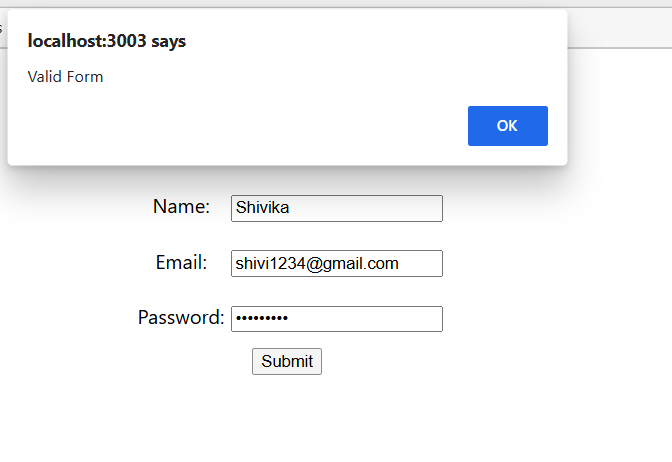 localhost:3003 says
Valid Form
OK
Name: Shivika
Email: shivi1234@gmail.com
Password: •••••••••
Submit